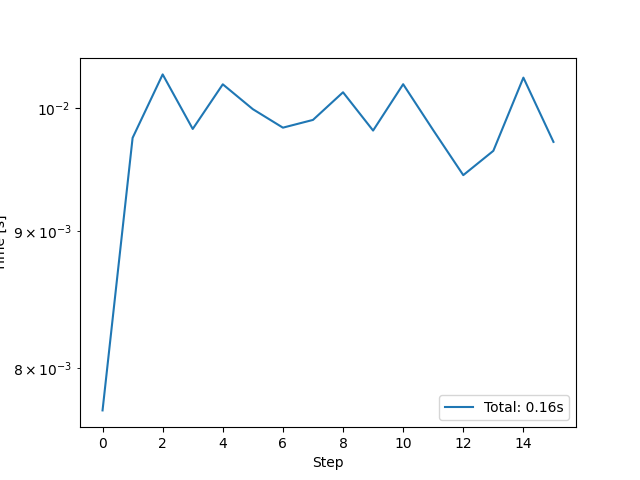 10⁻²
9 × 10⁻³
8 × 10⁻³
Time [s]
0 2 4 6 8 10 12 14
Step
Total: 0.16s